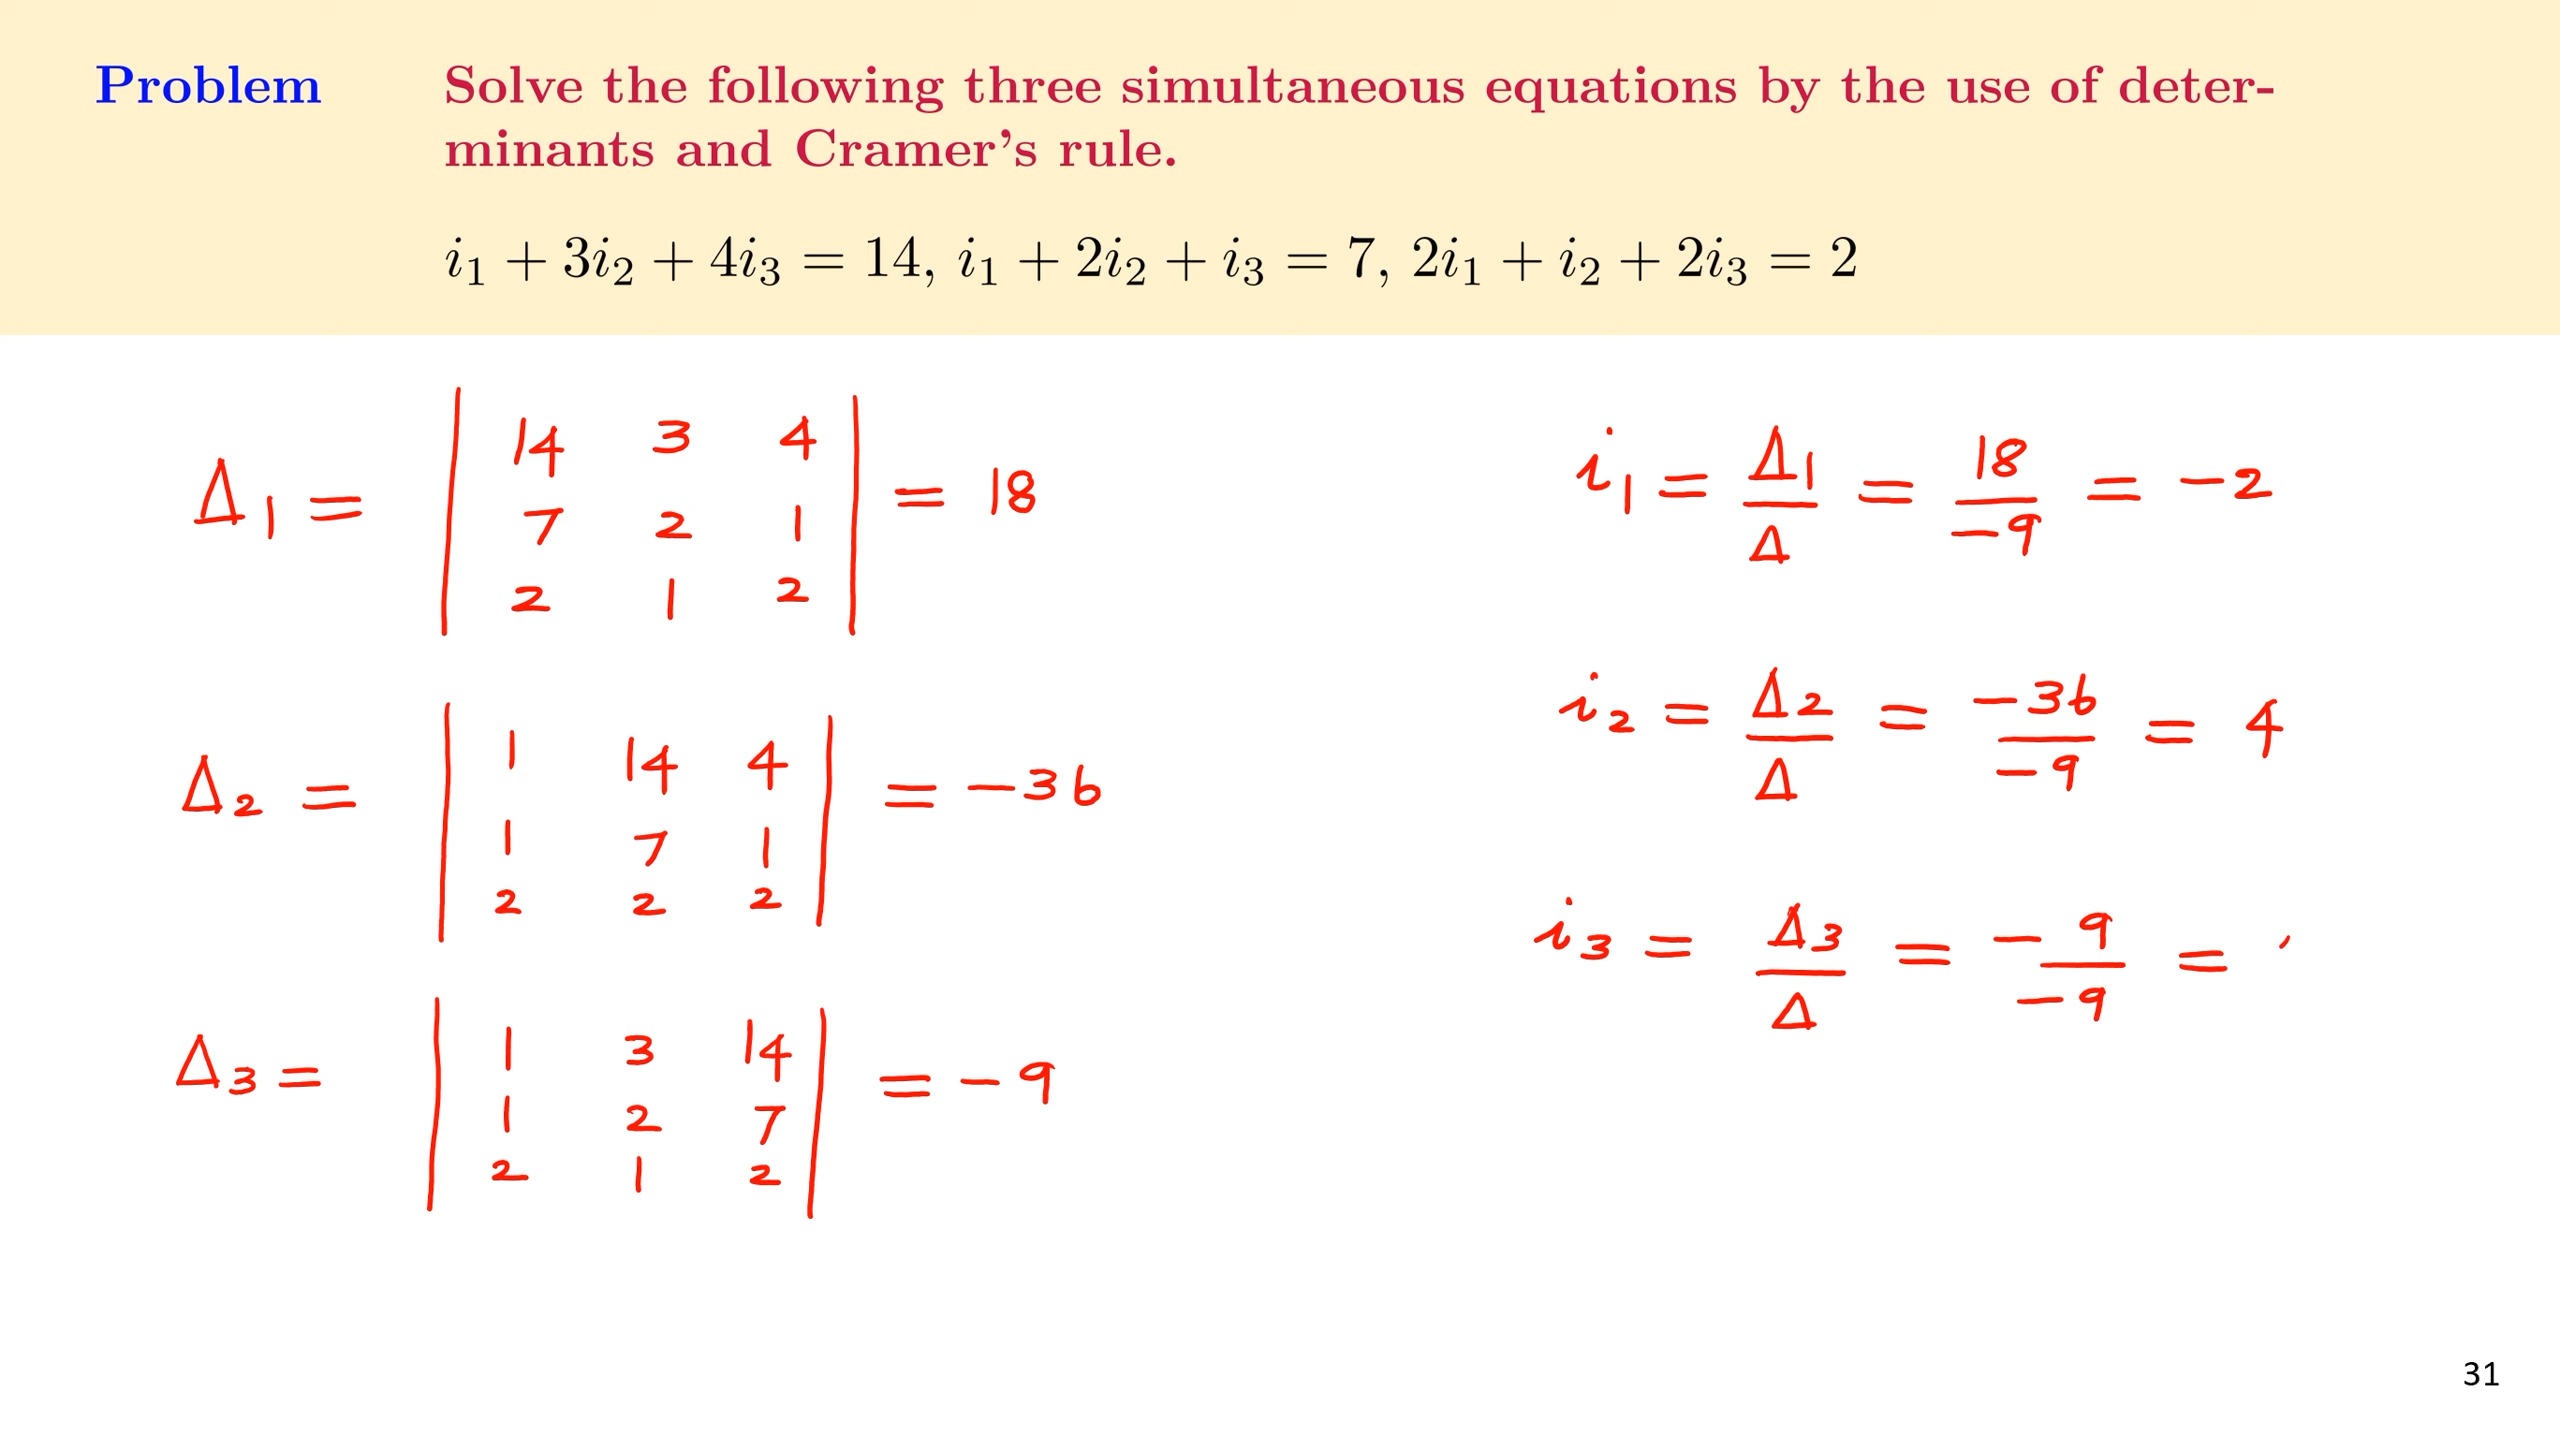 Problem Solve the following three simultaneous equations by the use of deter-
minants and Cramer's rule.
i₁ + 3i₂ + 4i₃ = 14, i₁ + 2i₂ + i₃ = 7, 2i₁ + i₂ + 2i₃ = 2
Δ₁ = | 14 3 4 | = 18
| 7 2 1 |
| 2 1 2 |
Δ₂ = | 1 14 4 | = -36
| 1 7 1 |
| 2 2 2 |
Δ₃ = | 1 3 14 | = -9
| 1 2 7 |
| 2 1 2 |
i₁ = Δ₁/Δ = 18/-9 = -2
i₂ = Δ₂/Δ = -36/-9 = 4
i₃ = Δ₃/Δ = -9/-9 =
31